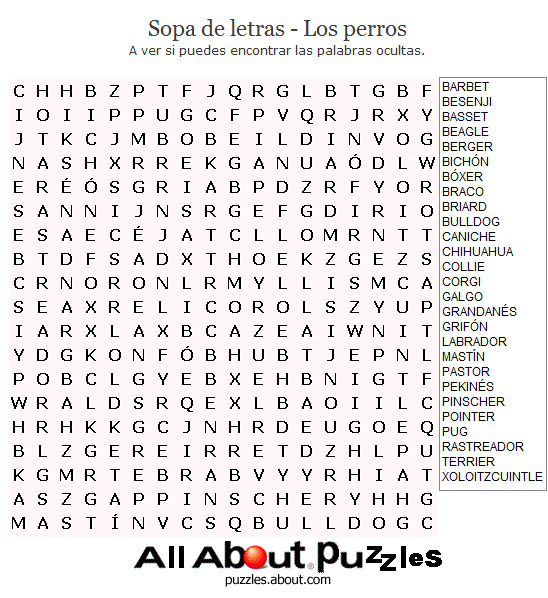 Sopa de letras - Los perros
A ver si puedes encontrar las palabras ocultas.
C H H B Z P T F J Q R G L B T G B F
I O I I P P U G C F P V Q R J R X Y
J T K C J M B O B E I L D I N V O G
N A S H X R R E K G A N U A Ó D L W
E R É Ó S G R I A B P D Z R F Y O R
S A N N I J N S R G E F G D I R I O
E S A E C É J A T C L L O M R N T T
B T D F S A D X T H O E K Z G E Z S
C R N O R O N L R M Y L L I S M C A
S E A X R E L I C O R O L S Z Y U P
I A R X L A X B C A Z E A I W N I T
Y D G K O N F Ó B H U B T J E P N L
P O B C L G Y E B X E H B N I G T F
W R A L D S R Q E X L B A O I I L C
H R H K K G C J N H R D E U G O E Q
B L Z G E R E I R R E T D Z H L P U
K G M R T E B R A B V Y Y R H I A T
A S Z G A P P I N S C H E R Y H H G
M A S T Í N V C S Q B U L L D O G C
BARBET
BESENJI
BASSET
BEAGLE
BERGER
BICHÓN
BÓXER
BRACO
BRIARD
BULLDOG
CANICHE
CHIHUAHUA
COLLIE
CORGI
GALGO
GRANDANÉS
GRIFÓN
LABRADOR
MASTÍN
PASTOR
PEKINÉS
PINSCHER
POINTER
PUG
RASTREADOR
TERRIER
XOLOITZCUINTLE
All About Puzzles
puzzles.about.com